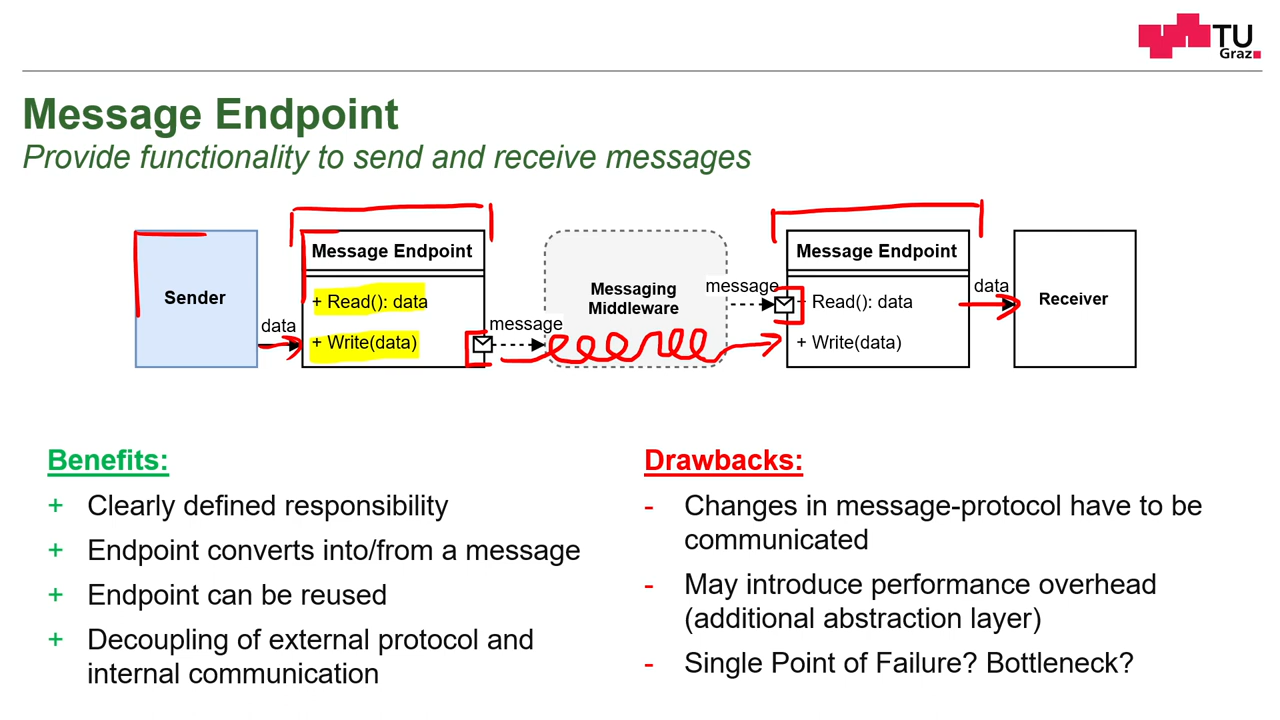 TU
Graz
Message Endpoint
Provide functionality to send and receive messages
Sender
data
Message Endpoint
+ Read(): data
+ Write(data)
message
Messaging
Middleware
message
Message Endpoint
+ Read(): data
+ Write(data)
data
Receiver
Benefits:
+ Clearly defined responsibility
+ Endpoint converts into/from a message
+ Endpoint can be reused
+ Decoupling of external protocol and
internal communication
Drawbacks:
- Changes in message-protocol have to be
communicated
- May introduce performance overhead
(additional abstraction layer)
- Single Point of Failure? Bottleneck?